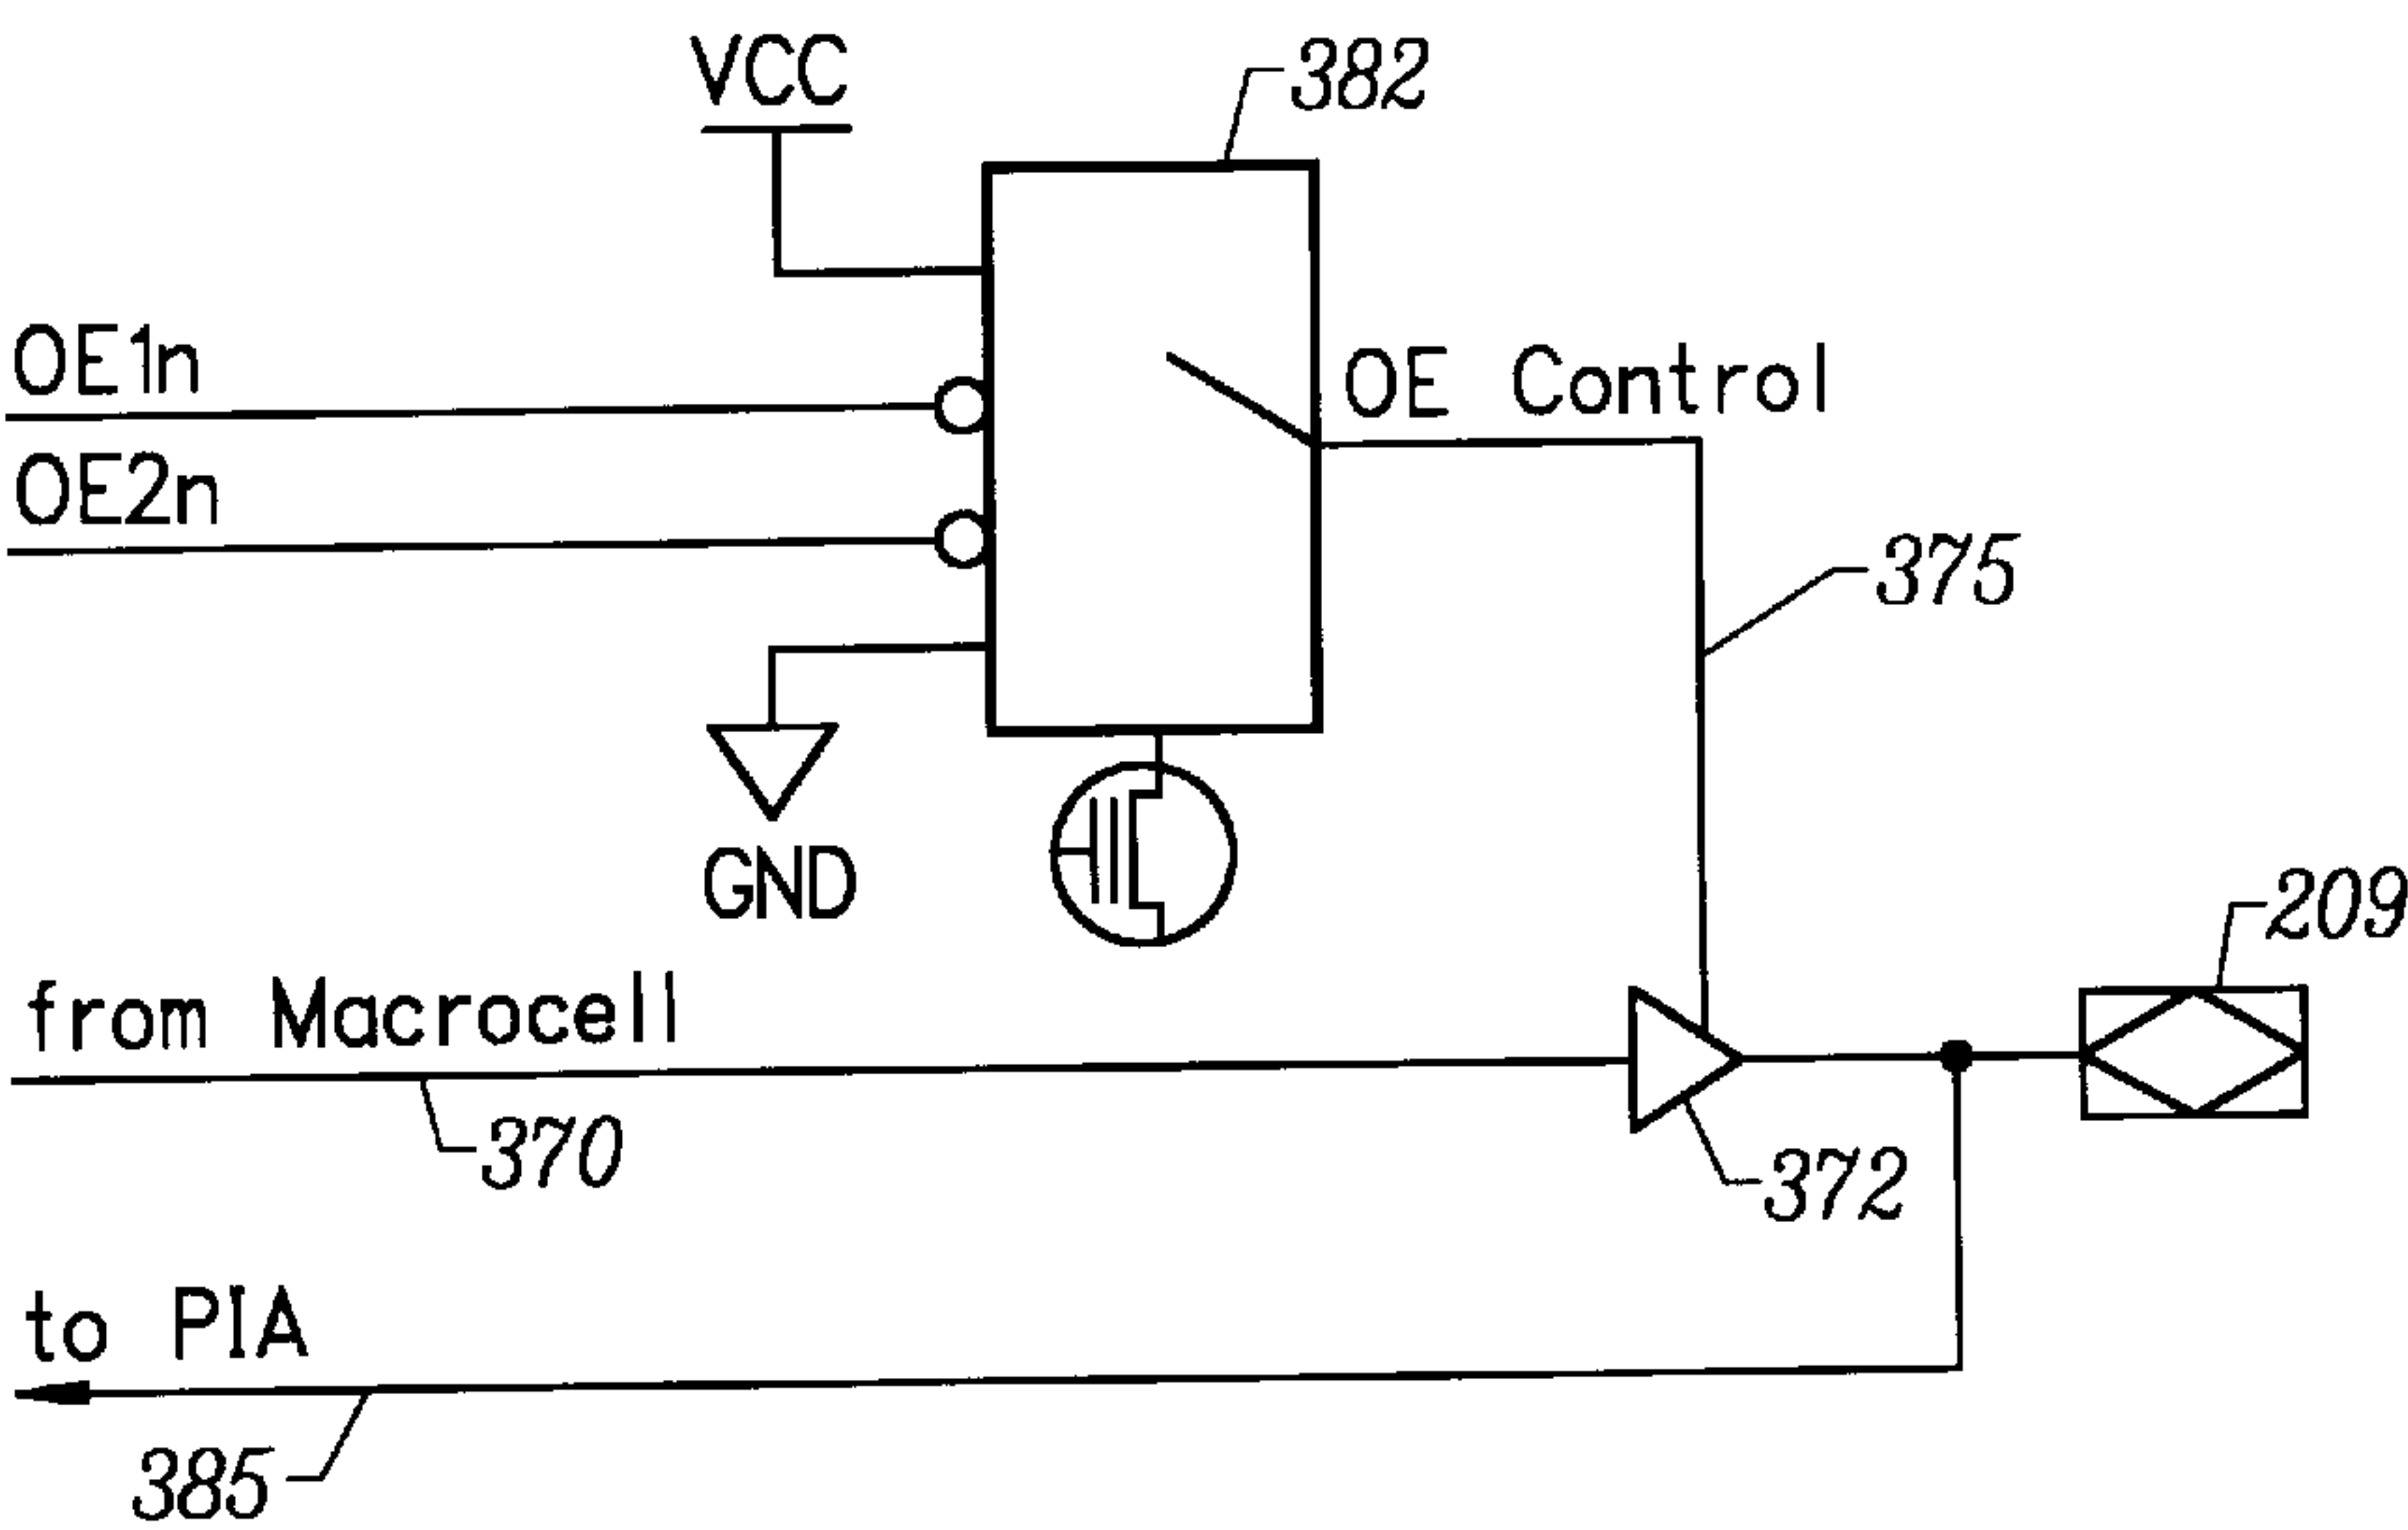 VCC
382
OE1n
OE Control
OE2n
375
GND
209
from Macrocell
370
372
to PIA
385